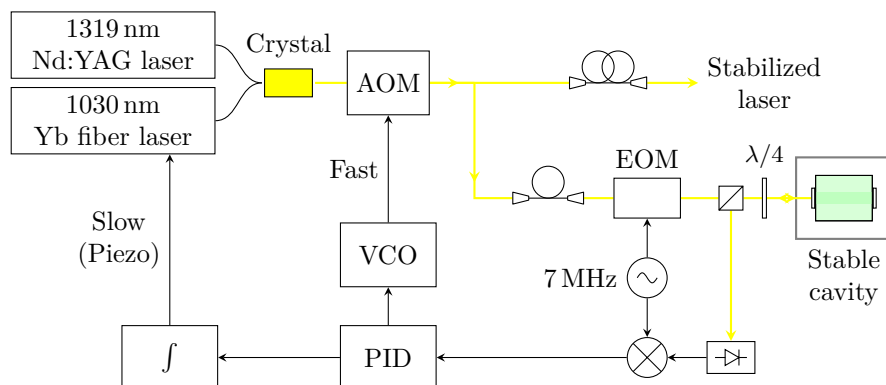 1319 nm
Nd:YAG laser
1030 nm
Yb fiber laser
Crystal
AOM
Stabilized
laser
Fast
EOM
λ/4
Slow
(Piezo)
VCO
7 MHz
Stable
cavity
∫
PID